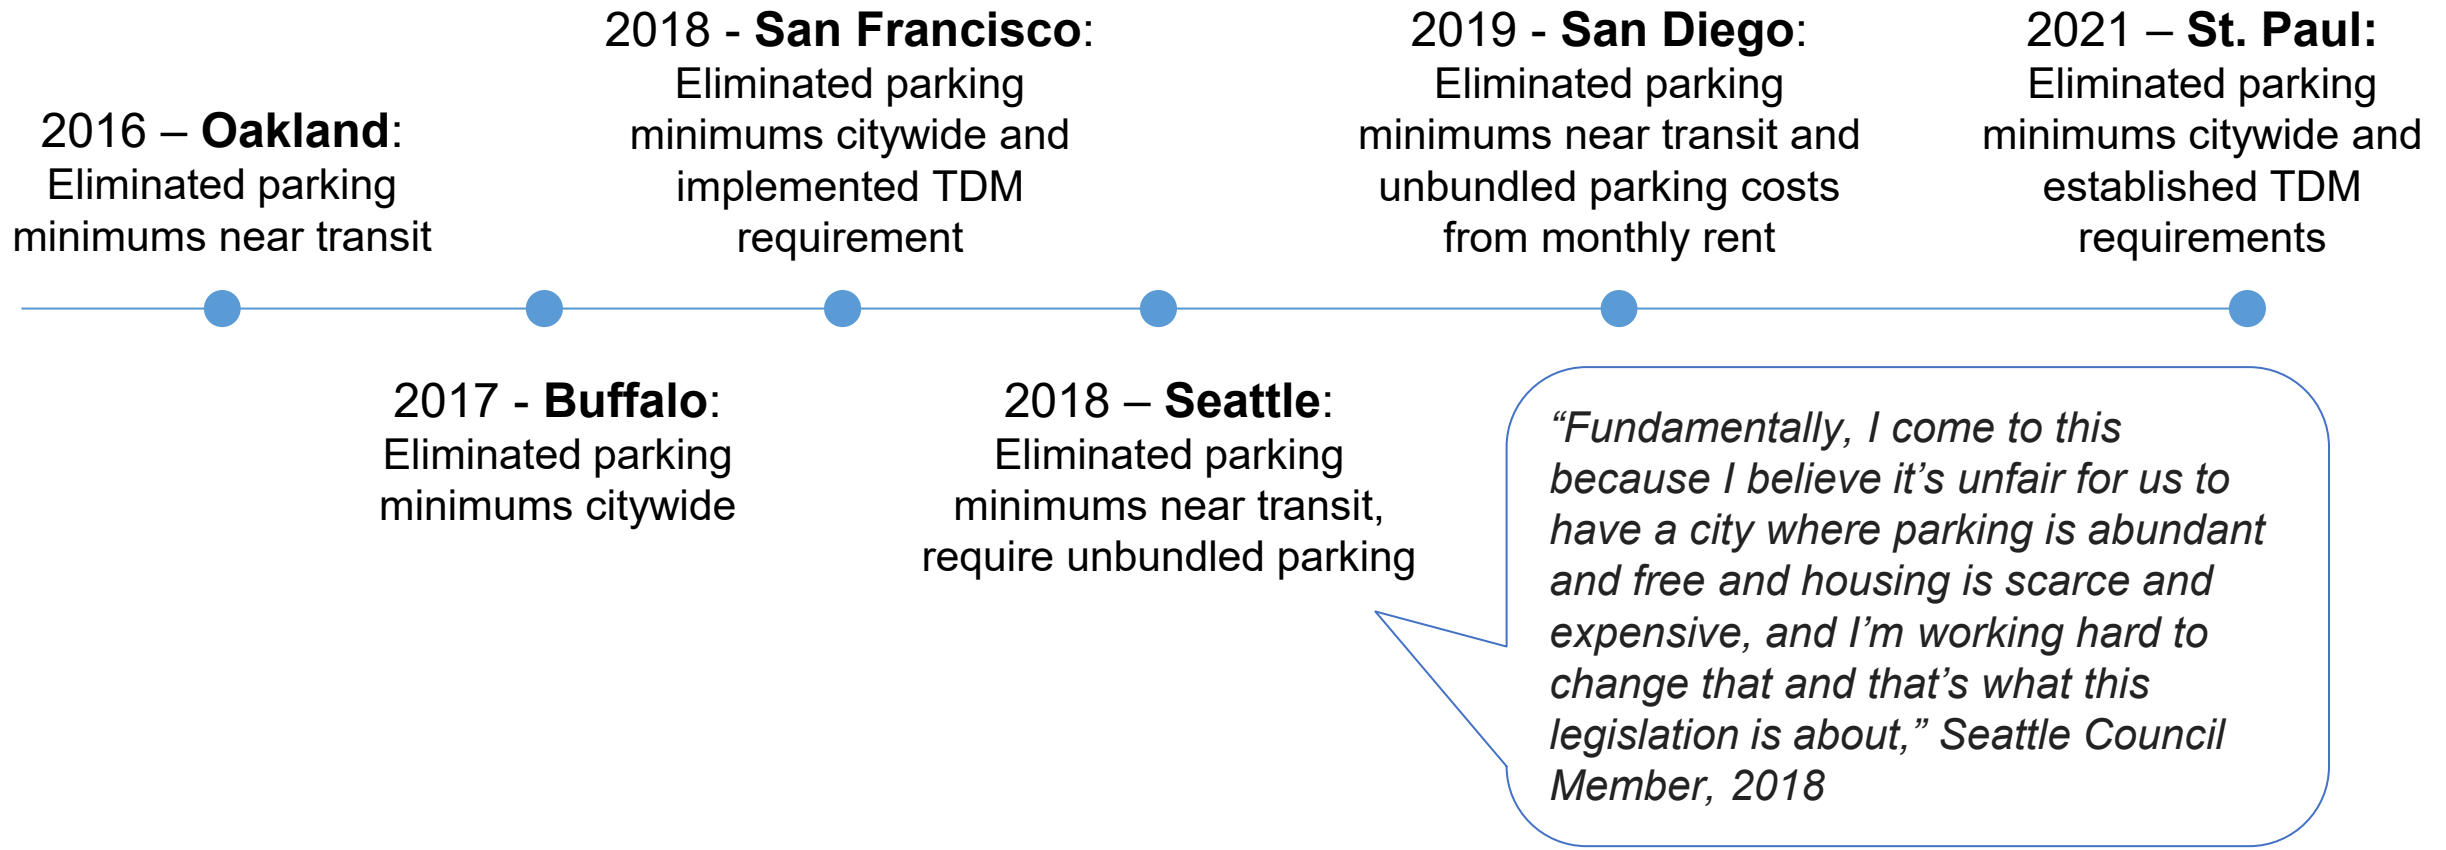 2016 – Oakland:
Eliminated parking
minimums near transit
2017 - Buffalo:
Eliminated parking
minimums citywide
2018 - San Francisco:
Eliminated parking
minimums citywide and
implemented TDM
requirement
2018 – Seattle:
Eliminated parking
minimums near transit,
require unbundled parking
2019 - San Diego:
Eliminated parking
minimums near transit and
unbundled parking costs
from monthly rent
2021 – St. Paul:
Eliminated parking
minimums citywide and
established TDM
requirements
“Fundamentally, I come to this
because I believe it’s unfair for us to
have a city where parking is abundant
and free and housing is scarce and
expensive, and I’m working hard to
change that and that’s what this
legislation is about,” Seattle Council
Member, 2018